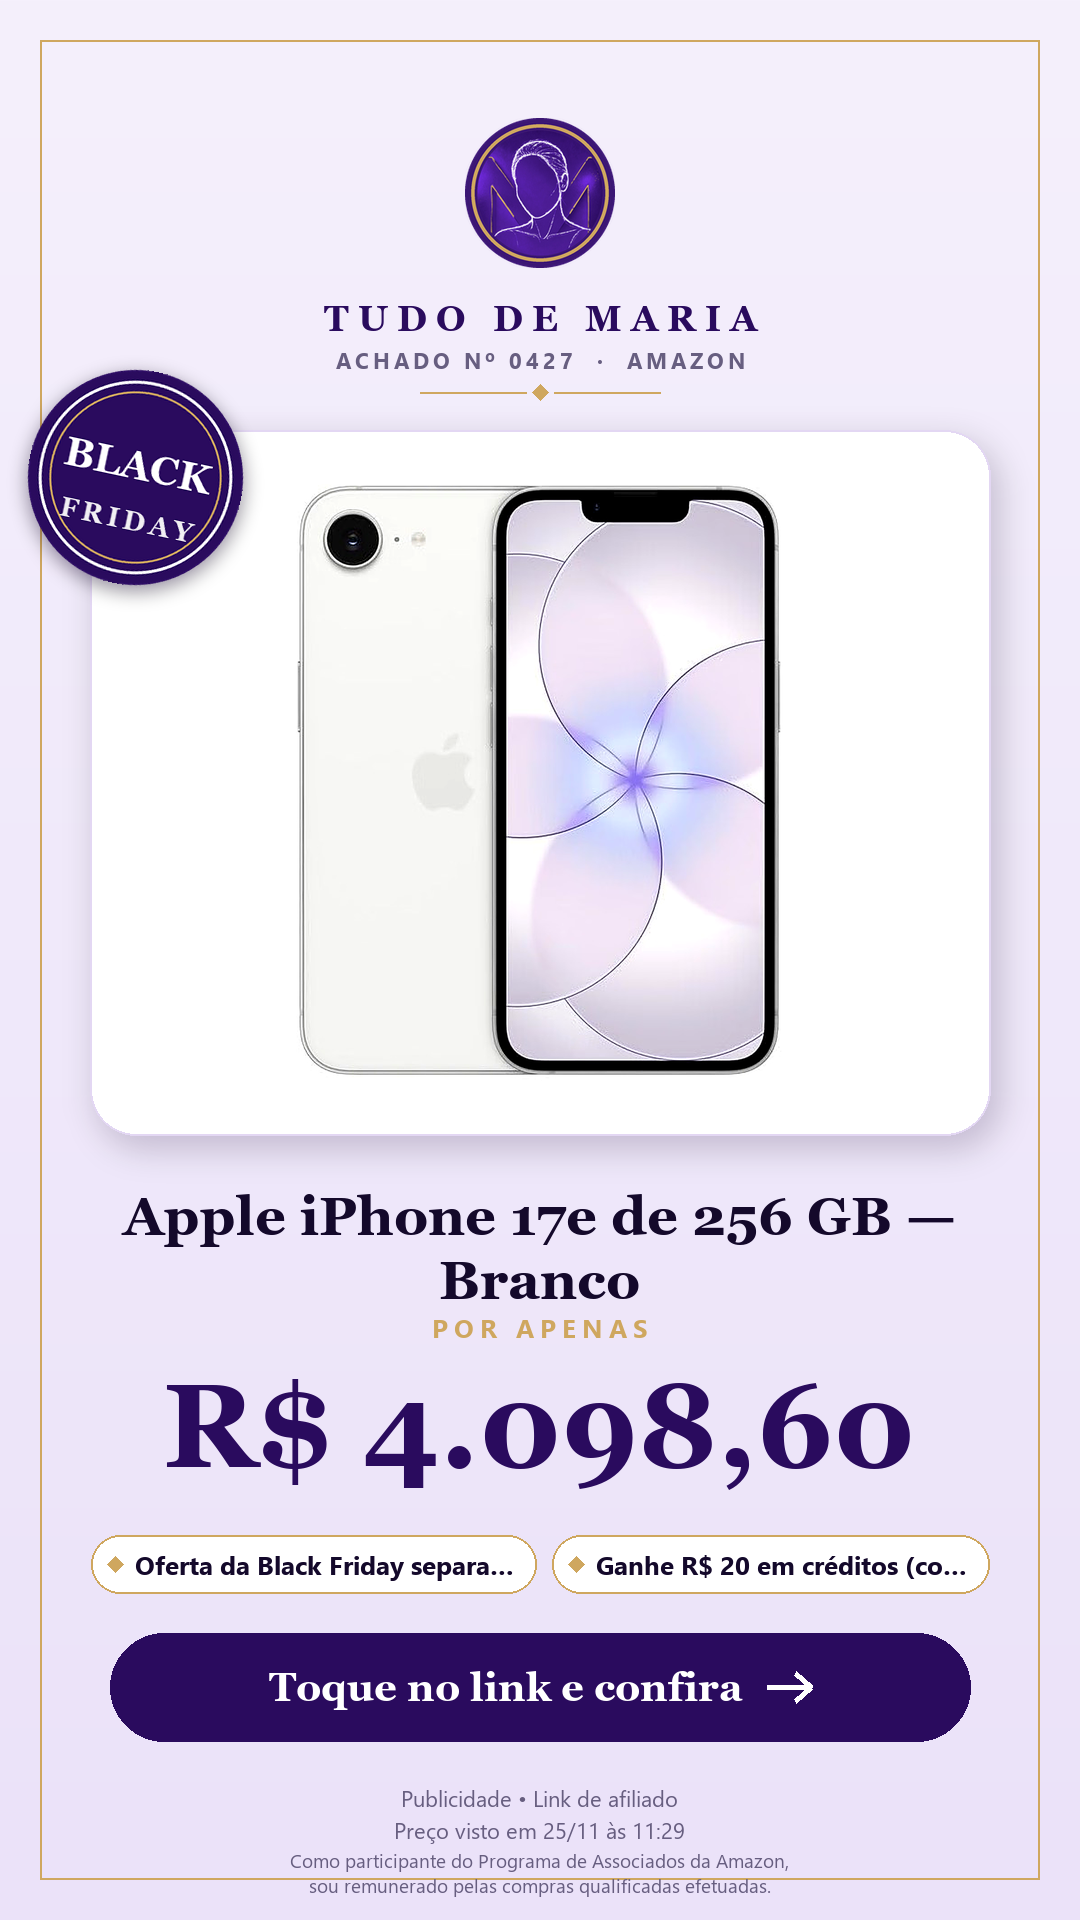 TUDO DE MARIA
ACHADO Nº 0427 · AMAZON
BLACK
FRIDAY
Apple iPhone 17e de 256 GB —
Branco
POR APENAS
R$ 4.098,60
Oferta da Black Friday separa...
Ganhe R$ 20 em créditos (co...
Toque no link e confira →
Publicidade • Link de afiliado
Preço visto em 25/11 às 11:29
Como participante do Programa de Associados da Amazon,
sou remunerado pelas compras qualificadas efetuadas.